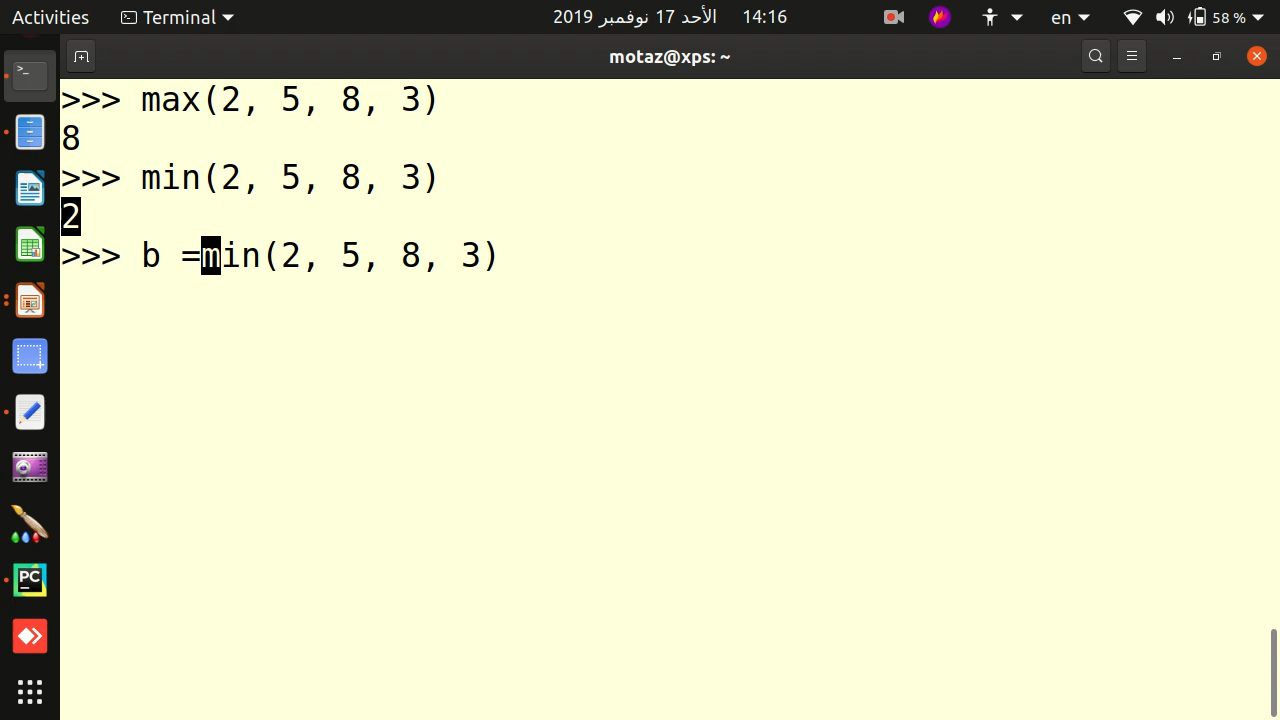 Activities Terminal الأحد 17 نوفمبر 2019 14:16 en 58 %
motaz@xps: ~
>>> max(2, 5, 8, 3)
8
>>> min(2, 5, 8, 3)
2
>>> b =min(2, 5, 8, 3)
>_
PC